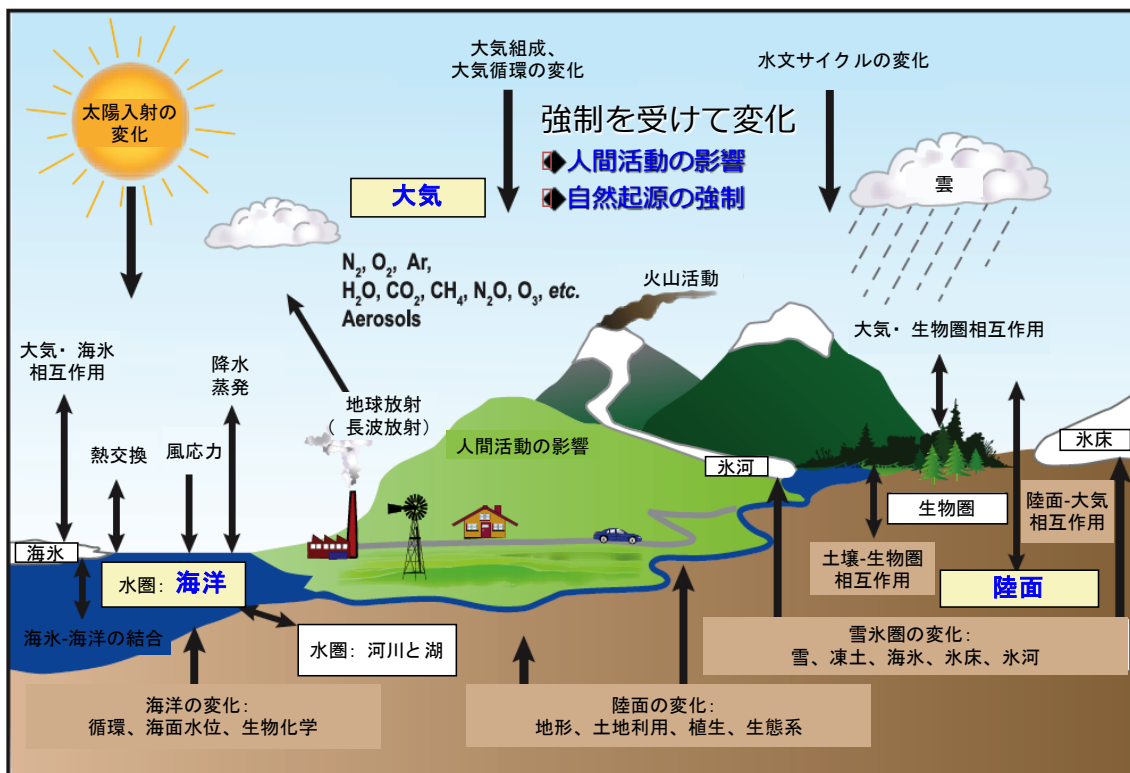 大気組成、
大気循環の変化
水文サイクルの変化
太陽入射の
変化
強制を受けて変化
人間活動の影響
自然起源の強制
大気
雲
N₂, O₂, Ar,
H₂O, CO₂, CH₄, N₂O, O₃, etc.
Aerosols
火山活動
大気・生物圏相互作用
大気・海氷
相互作用
降水
蒸発
地球放射
(長波放射)
熱交換
風応力
人間活動の影響
氷河
氷床
生物圏
陸面-大気
相互作用
海氷
土壌-生物圏
相互作用
水圏: 海洋
陸面
海氷-海洋の結合
水圏: 河川と湖
雪氷圏の変化:
雪、凍土、海氷、氷床、氷河
海洋の変化:
循環、海面水位、生物化学
陸面の変化:
地形、土地利用、植生、生態系